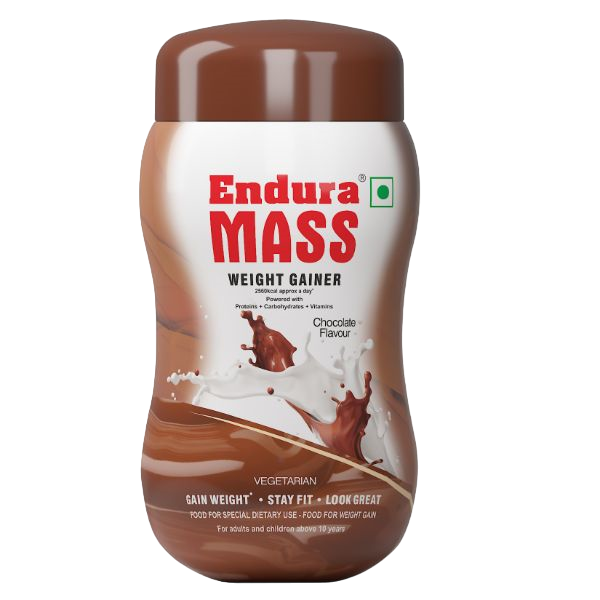 Endura®
MASS
WEIGHT GAINER
2560kcal approx a day*
Powered with
Proteins + Carbohydrates + Vitamins
Chocolate
Flavour
VEGETARIAN
GAIN WEIGHT* • STAY FIT • LOOK GREAT
FOOD FOR SPECIAL DIETARY USE - FOOD FOR WEIGHT GAIN
For adults and children above 10 years